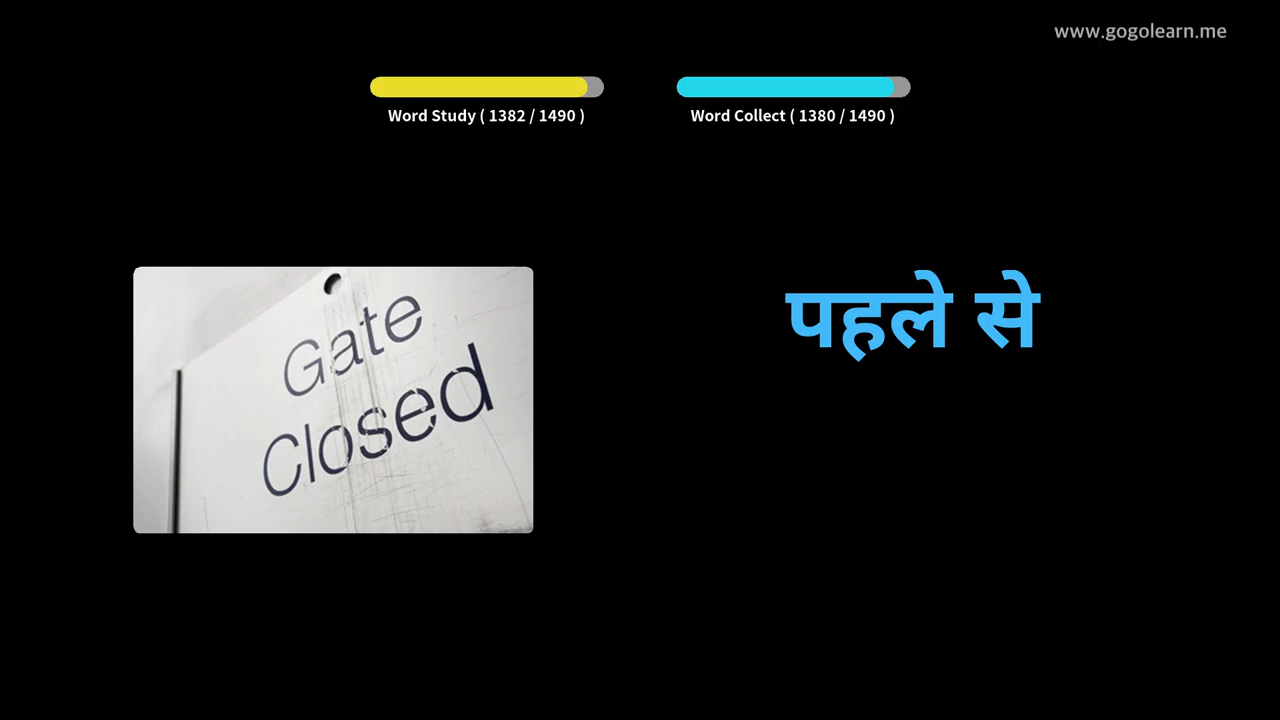 www.gogolearn.me
Word Study ( 1382 / 1490 )
Word Collect ( 1380 / 1490 )
Gate
Closed
पहले से